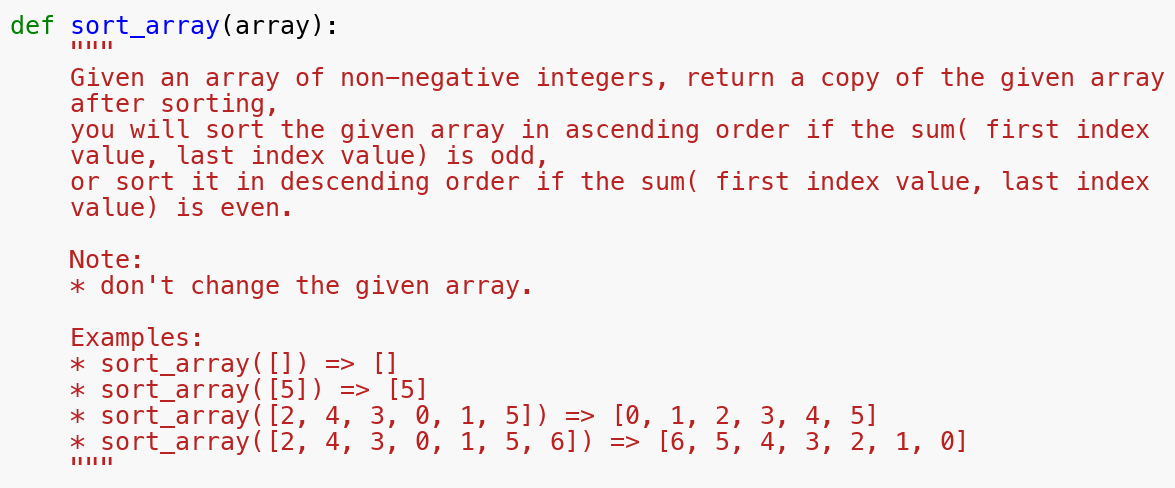 def sort_array(array):
    """
    Given an array of non-negative integers, return a copy of the given array
    after sorting,
    you will sort the given array in ascending order if the sum( first index
    value, last index value) is odd,
    or sort it in descending order if the sum( first index value, last index
    value) is even.

    Note:
    * don't change the given array.

    Examples:
    * sort_array([]) => []
    * sort_array([5]) => [5]
    * sort_array([2, 4, 3, 0, 1, 5]) => [0, 1, 2, 3, 4, 5]
    * sort_array([2, 4, 3, 0, 1, 5, 6]) => [6, 5, 4, 3, 2, 1, 0]
    """